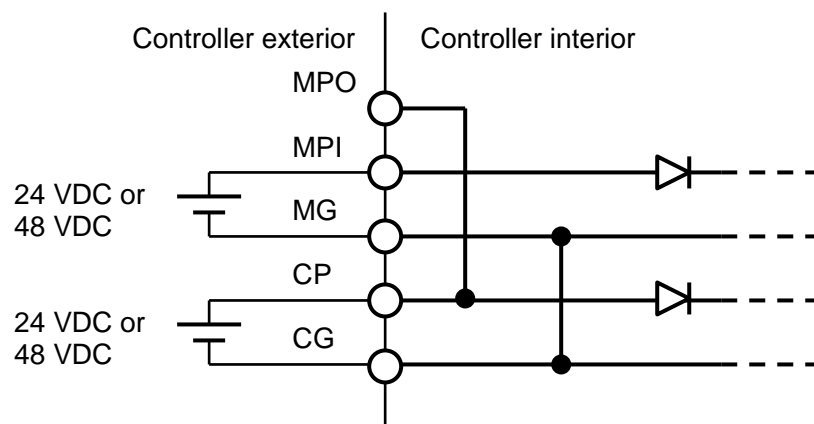 Controller exterior
Controller interior
MPO
MPI
24 VDC or
48 VDC
MG
CP
24 VDC or
48 VDC
CG